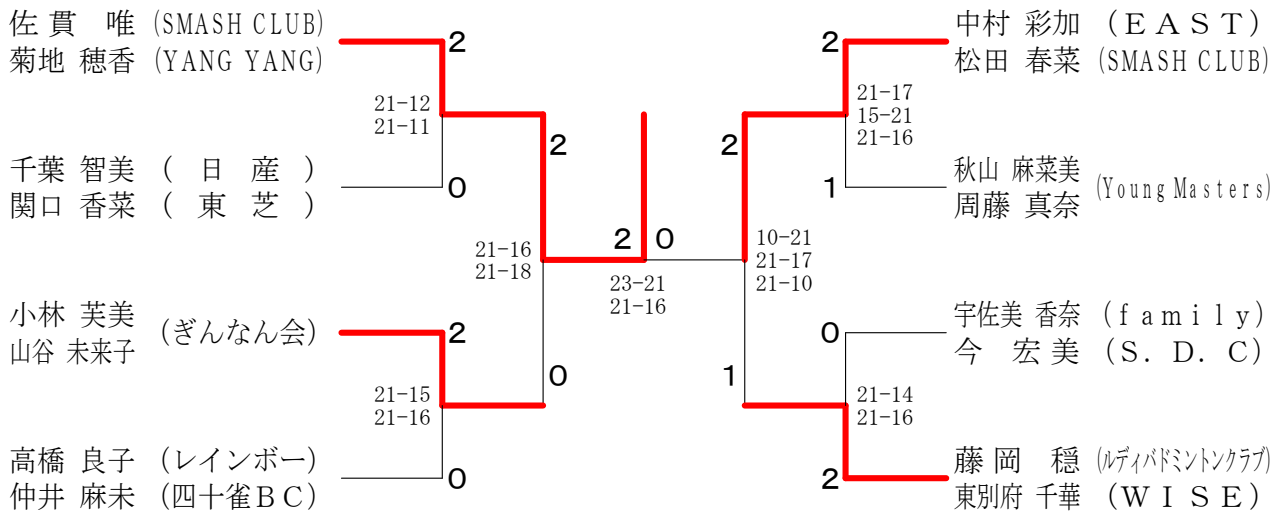 佐貫 唯 (SMASH CLUB)
菊地 穂香 (YANG YANG)
2
21-12
21-11
千葉 智美 (日産)
関口 香菜 (東芝)
0
2
21-16
21-18
小林 芙美
山谷 未来子
(ぎんなん会)
2
21-15
21-16
0
高橋 良子 (レインボー)
仲井 麻未 (四十雀BC)
0
2 0
23-21
21-16
中村 彩加 (EAST)
松田 春菜 (SMASH CLUB)
2
21-17
15-21
21-16
2
秋山 麻菜美
周藤 真奈
(Young Masters)
1
10-21
21-17
21-10
宇佐美 香奈 (family)
今 宏美 (S.D.C)
0
1
21-14
21-16
藤岡 穏 (ルディバドミントンクラブ)
東別府 千華 (WISE)
2